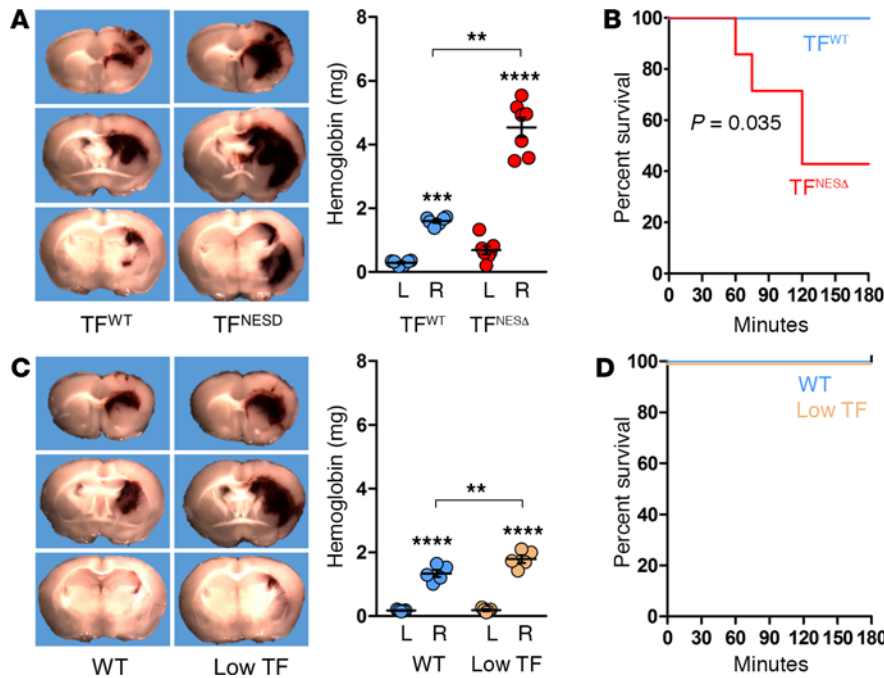 A
TF^WT
TF^NESD
Hemoglobin (mg)
8
6
4
2
0
**
***
****
L R L R
TF^WT TF^NESΔ
B
Percent survival
100
80
60
40
20
0
TF^WT
P = 0.035
TF^NESΔ
0 30 60 90 120 150 180
Minutes
C
WT Low TF
Hemoglobin (mg)
8
6
4
2
0
**
****
****
L R L R
WT Low TF
D
Percent survival
100
80
60
40
20
0
WT
Low TF
0 30 60 90 120 150 180
Minutes